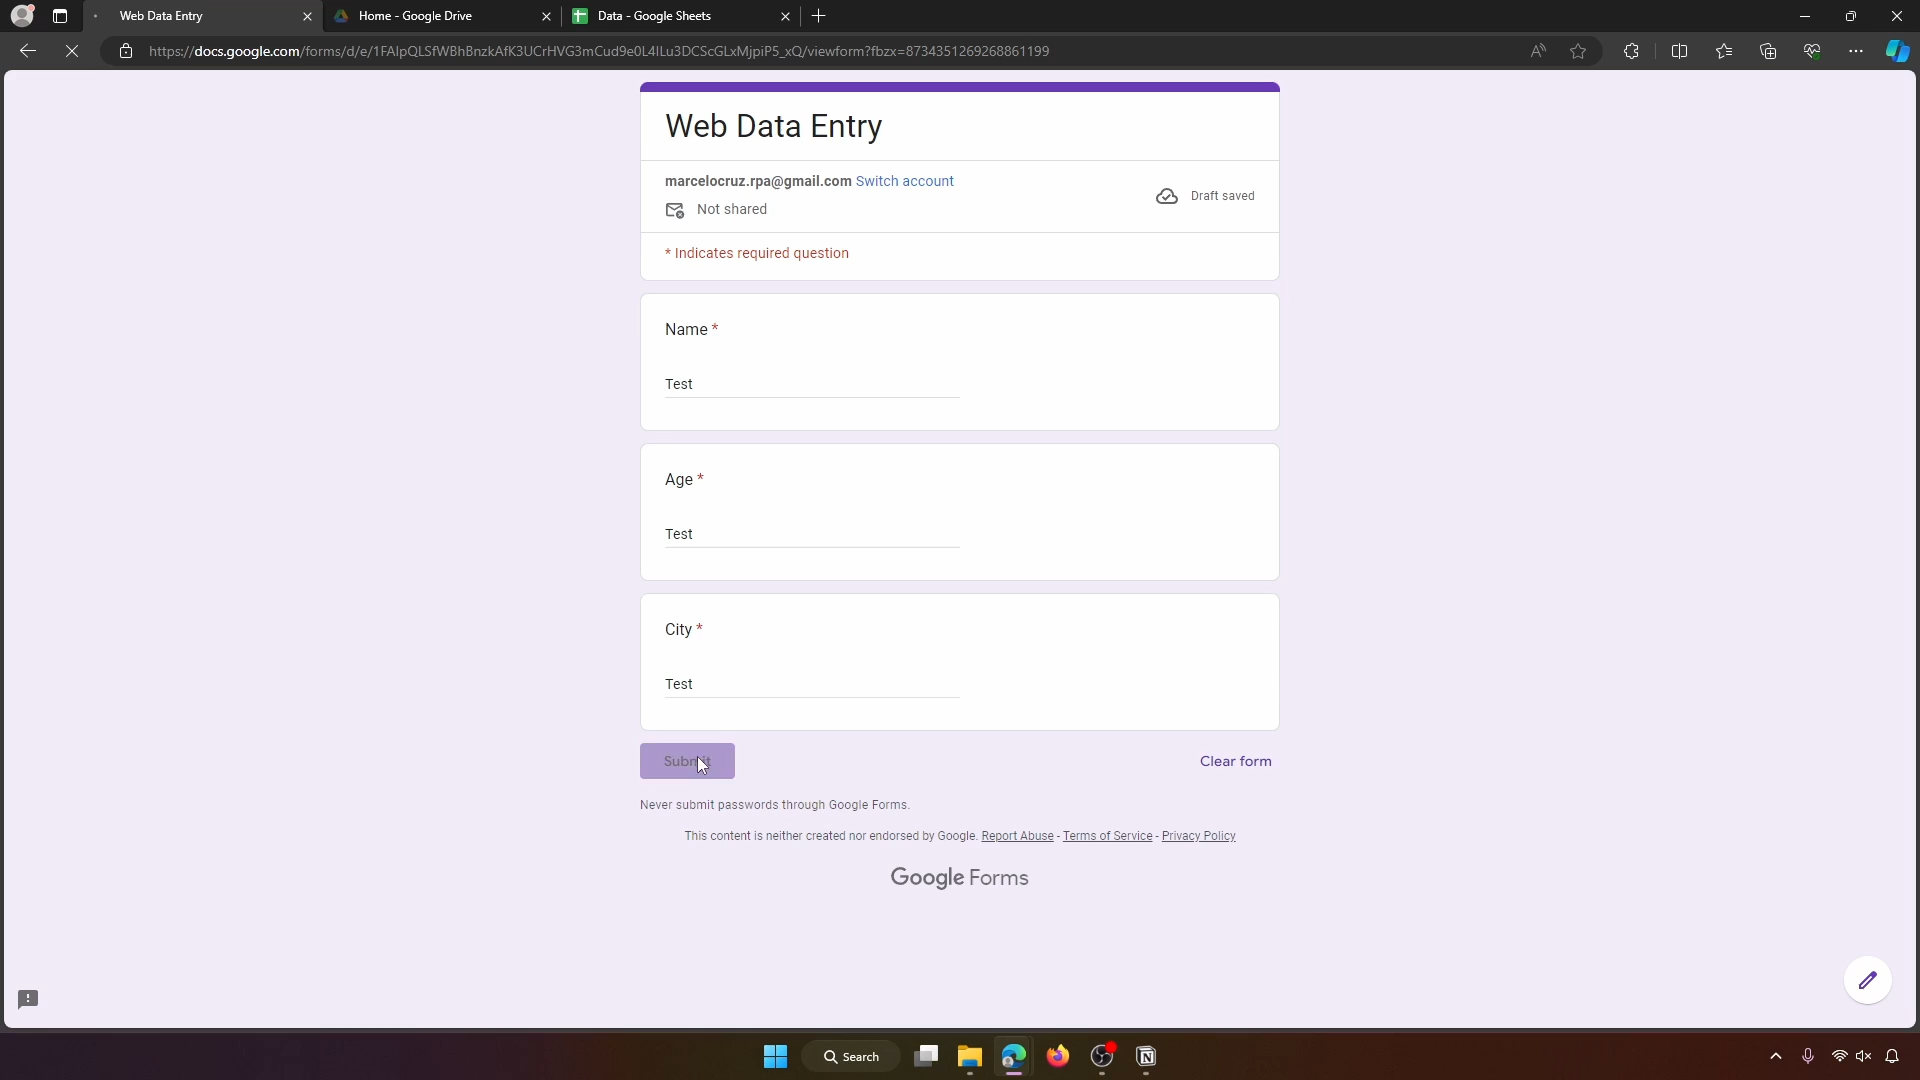 Web Data Entry
Home - Google Drive
Data - Google Sheets
https://docs.google.com/forms/d/e/1FAIpQLSfWBhBnzkAfK3UCrHVG3mCud9e0L4ILu3DCScGLxMjpiP5_xQ/viewform?fbzx=8734351269268861199
Web Data Entry
marcelocruz.rpa@gmail.com Switch account
Not shared
Draft saved
* Indicates required question
Name *
Test
Age *
Test
City *
Test
Submit
Clear form
Never submit passwords through Google Forms.
This content is neither created nor endorsed by Google. Report Abuse - Terms of Service - Privacy Policy
Google Forms
Search